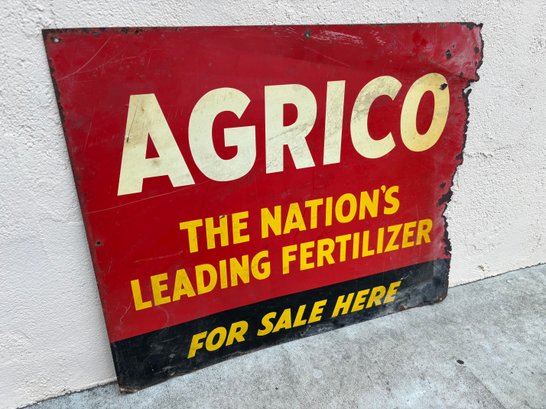 AGRICO
THE NATION'S
LEADING FERTILIZER
FOR SALE HERE